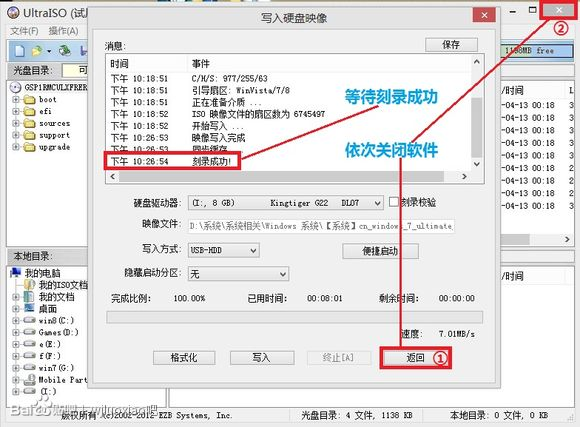 UltraISO (试
文件(F) 操作(A)
1198MB free
②
光盘目录: 可
GSP1RMCULXFRER
boot
efi
sources
support
upgrade
/时间
-04-13 00:18
-04-13 00:18
-04-13 00:18
-04-13 00:18
-04-13 00:18
-04-13 00:18
写入硬盘映像
消息:
保存
时间 事件
下午 10:18:51 C/H/S: 977/255/63
下午 10:18:51 引导扇区: WinVista/7/8
下午 10:18:51 正在准备介质 ...
下午 10:18:52 ISO 映像文件的扇区数为 6745497
下午 10:18:52 开始写入 ...
下午 10:26:53 映像写入完成
下午 10:26:53 同步缓存
下午 10:26:54 刻录成功!
等待刻录成功
依次关闭软件
硬盘驱动器: (I:, 8 GB) Kingtiger G22 DL07 刻录校验
映像文件: D:\系统\系统相关\Windows 系统\【系统】cn_windows_7_ultimate_
写入方式: USB-HDD 便捷启动
隐藏启动分区: 无
完成比例: 100.00% 已用时间: 00:08:01 剩余时间: 00:00:00
速度: 7.01MB/s
格式化 写入 终止[A] 返回 ①
本地目录:
我的电脑
我的ISO文档
我的文档
桌面
win8(C:)
Games(D:)
e(E:)
f(F:)
win7(G:)
Mobile Part
(I:)
/时间
Bai 贴吧
版权所有 (c)2002-2012 EZB Systems, Inc. 光盘目录: 4 文件, 1138 KB 本地目录: 0 文件, 0 KB